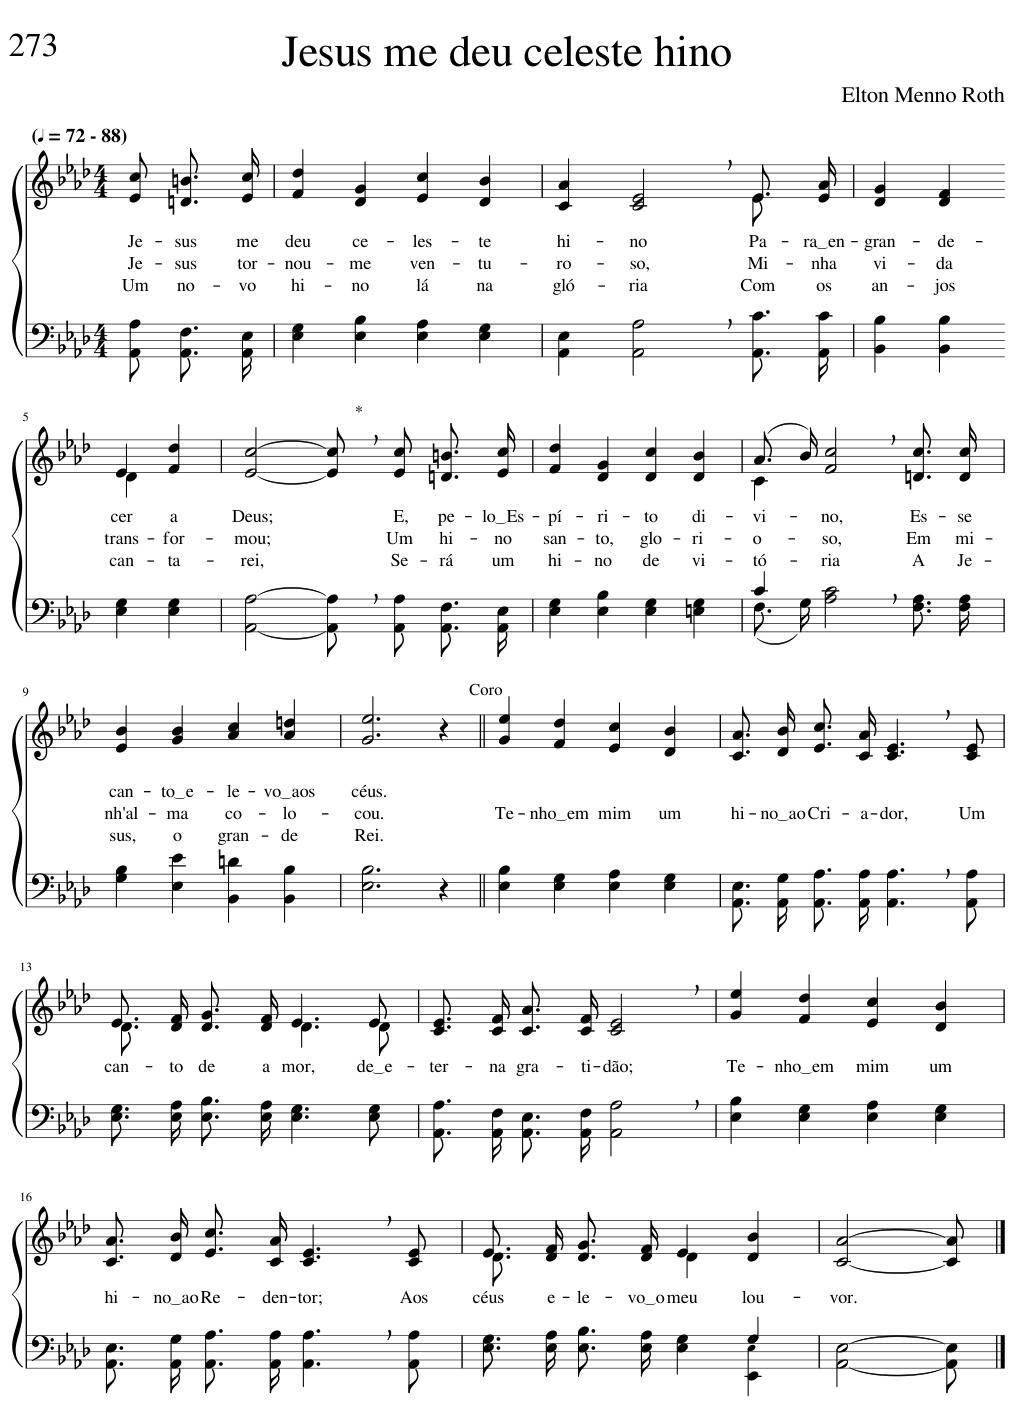 273
Jesus me deu celeste hino
Elton Menno Roth
(♩ = 72 - 88)
Je - sus me deu ce - les - te hi - no Pa - ra_en - gran - de -
Je - sus tor - nou - me ven - tu - ro - so, Mi - nha vi - da
Um no - vo hi - no lá na gló - ria Com os an - jos
*
5
cer a Deus; E, pe - lo_Es - pí - ri - to di - vi - no, Es - se
trans - for - mou; Um hi - no san - to, glo - ri - o - so, Em mi -
can - ta - rei, Se - rá um hi - no de vi - tó - ria A Je -
Coro
9
can - to_e - le - vo_aos céus.
nh'al - ma co - lo - cou. Te - nho_em mim um hi - no_ao Cri - a - dor, Um
sus, o gran - de Rei.
13
can - to de a mor, de_e - ter - na gra - ti - dão; Te - nho_em mim um
16
hi - no_ao Re - den - tor; Aos céus e - le - vo_o meu lou - vor.